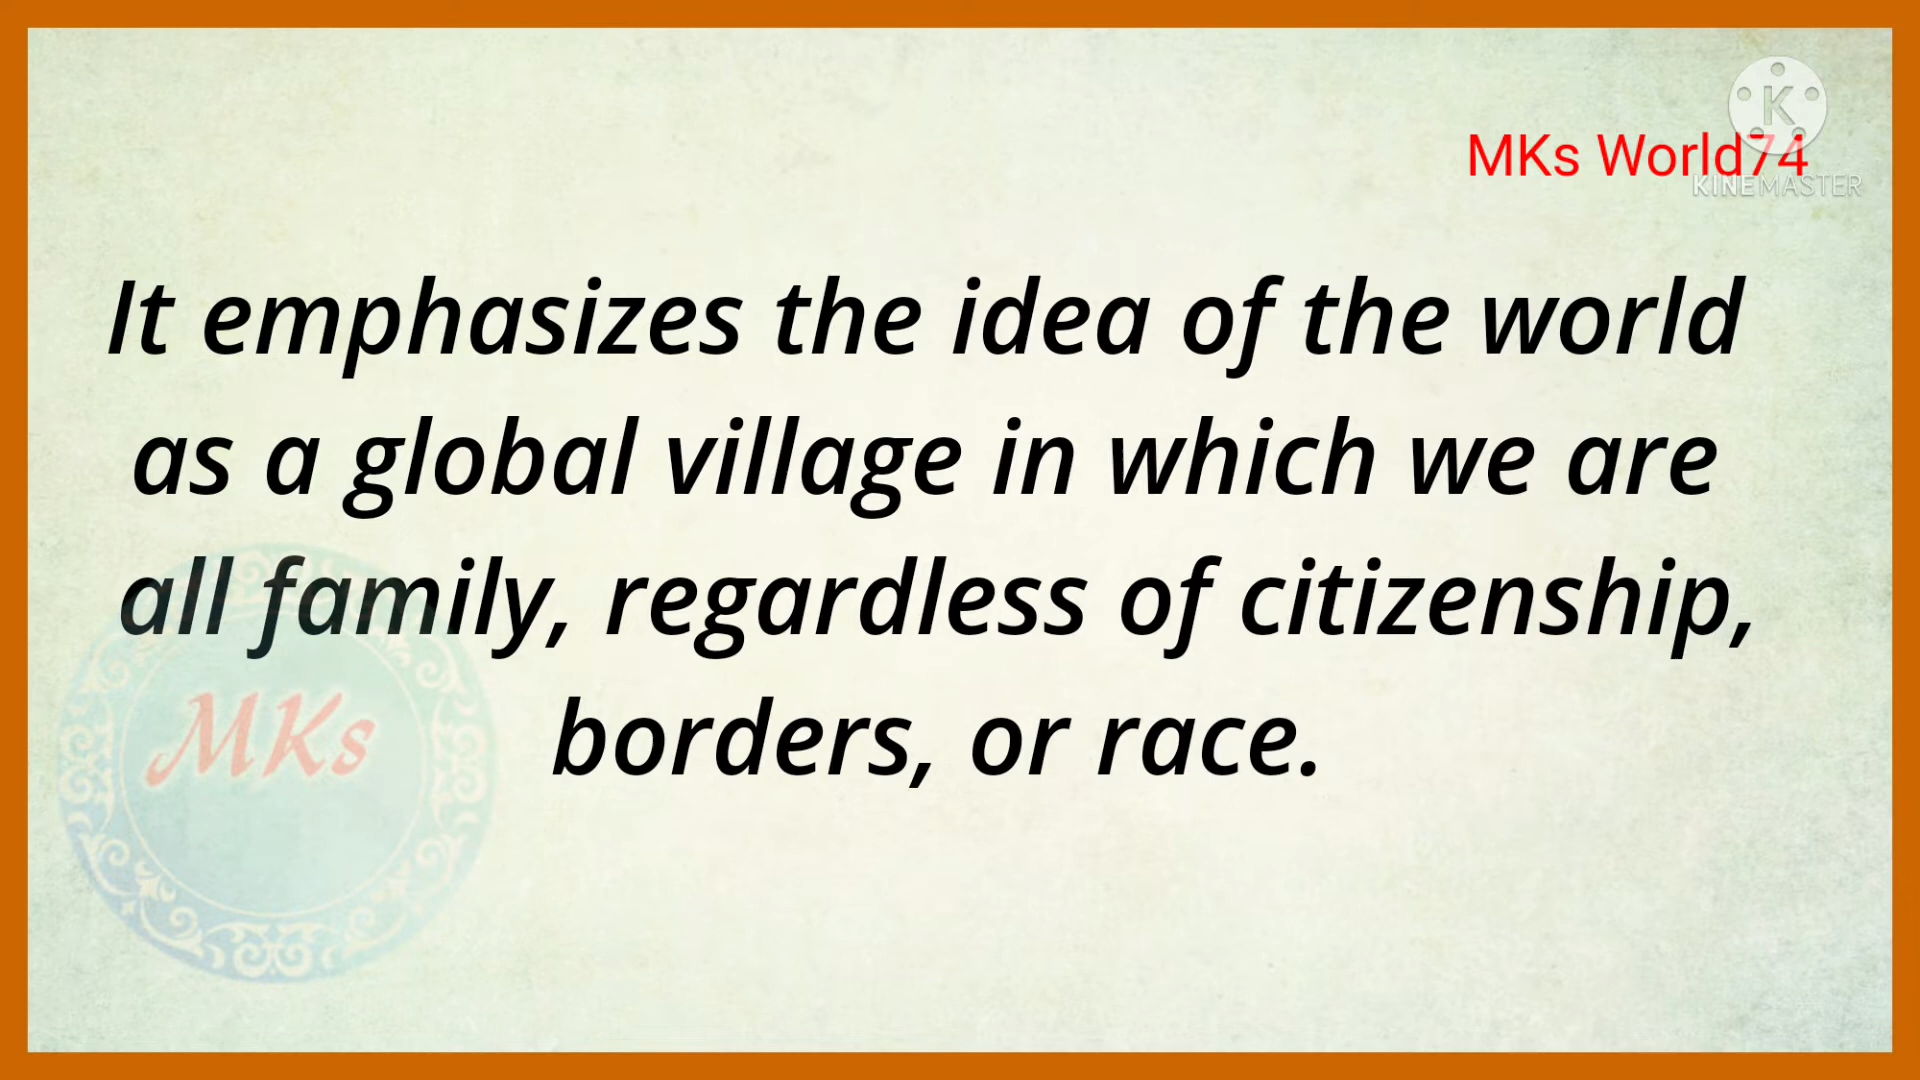 MKs World74
KINEMASTER
It emphasizes the idea of the world
as a global village in which we are
all family, regardless of citizenship,
borders, or race.
MKs